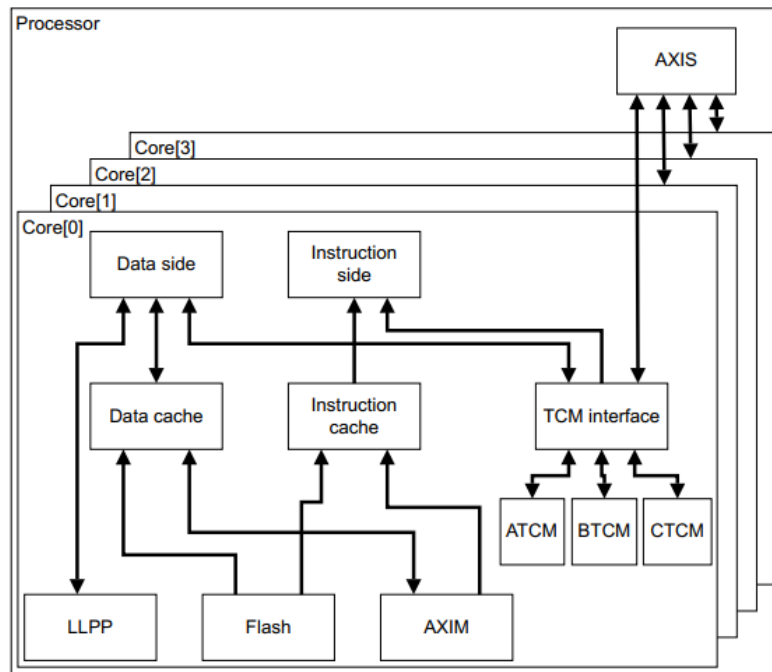 Processor
AXIS
Core[3]
Core[2]
Core[1]
Core[0]
Data side
Instruction
side
Data cache
Instruction
cache
TCM interface
ATCM
BTCM
CTCM
LLPP
Flash
AXIM